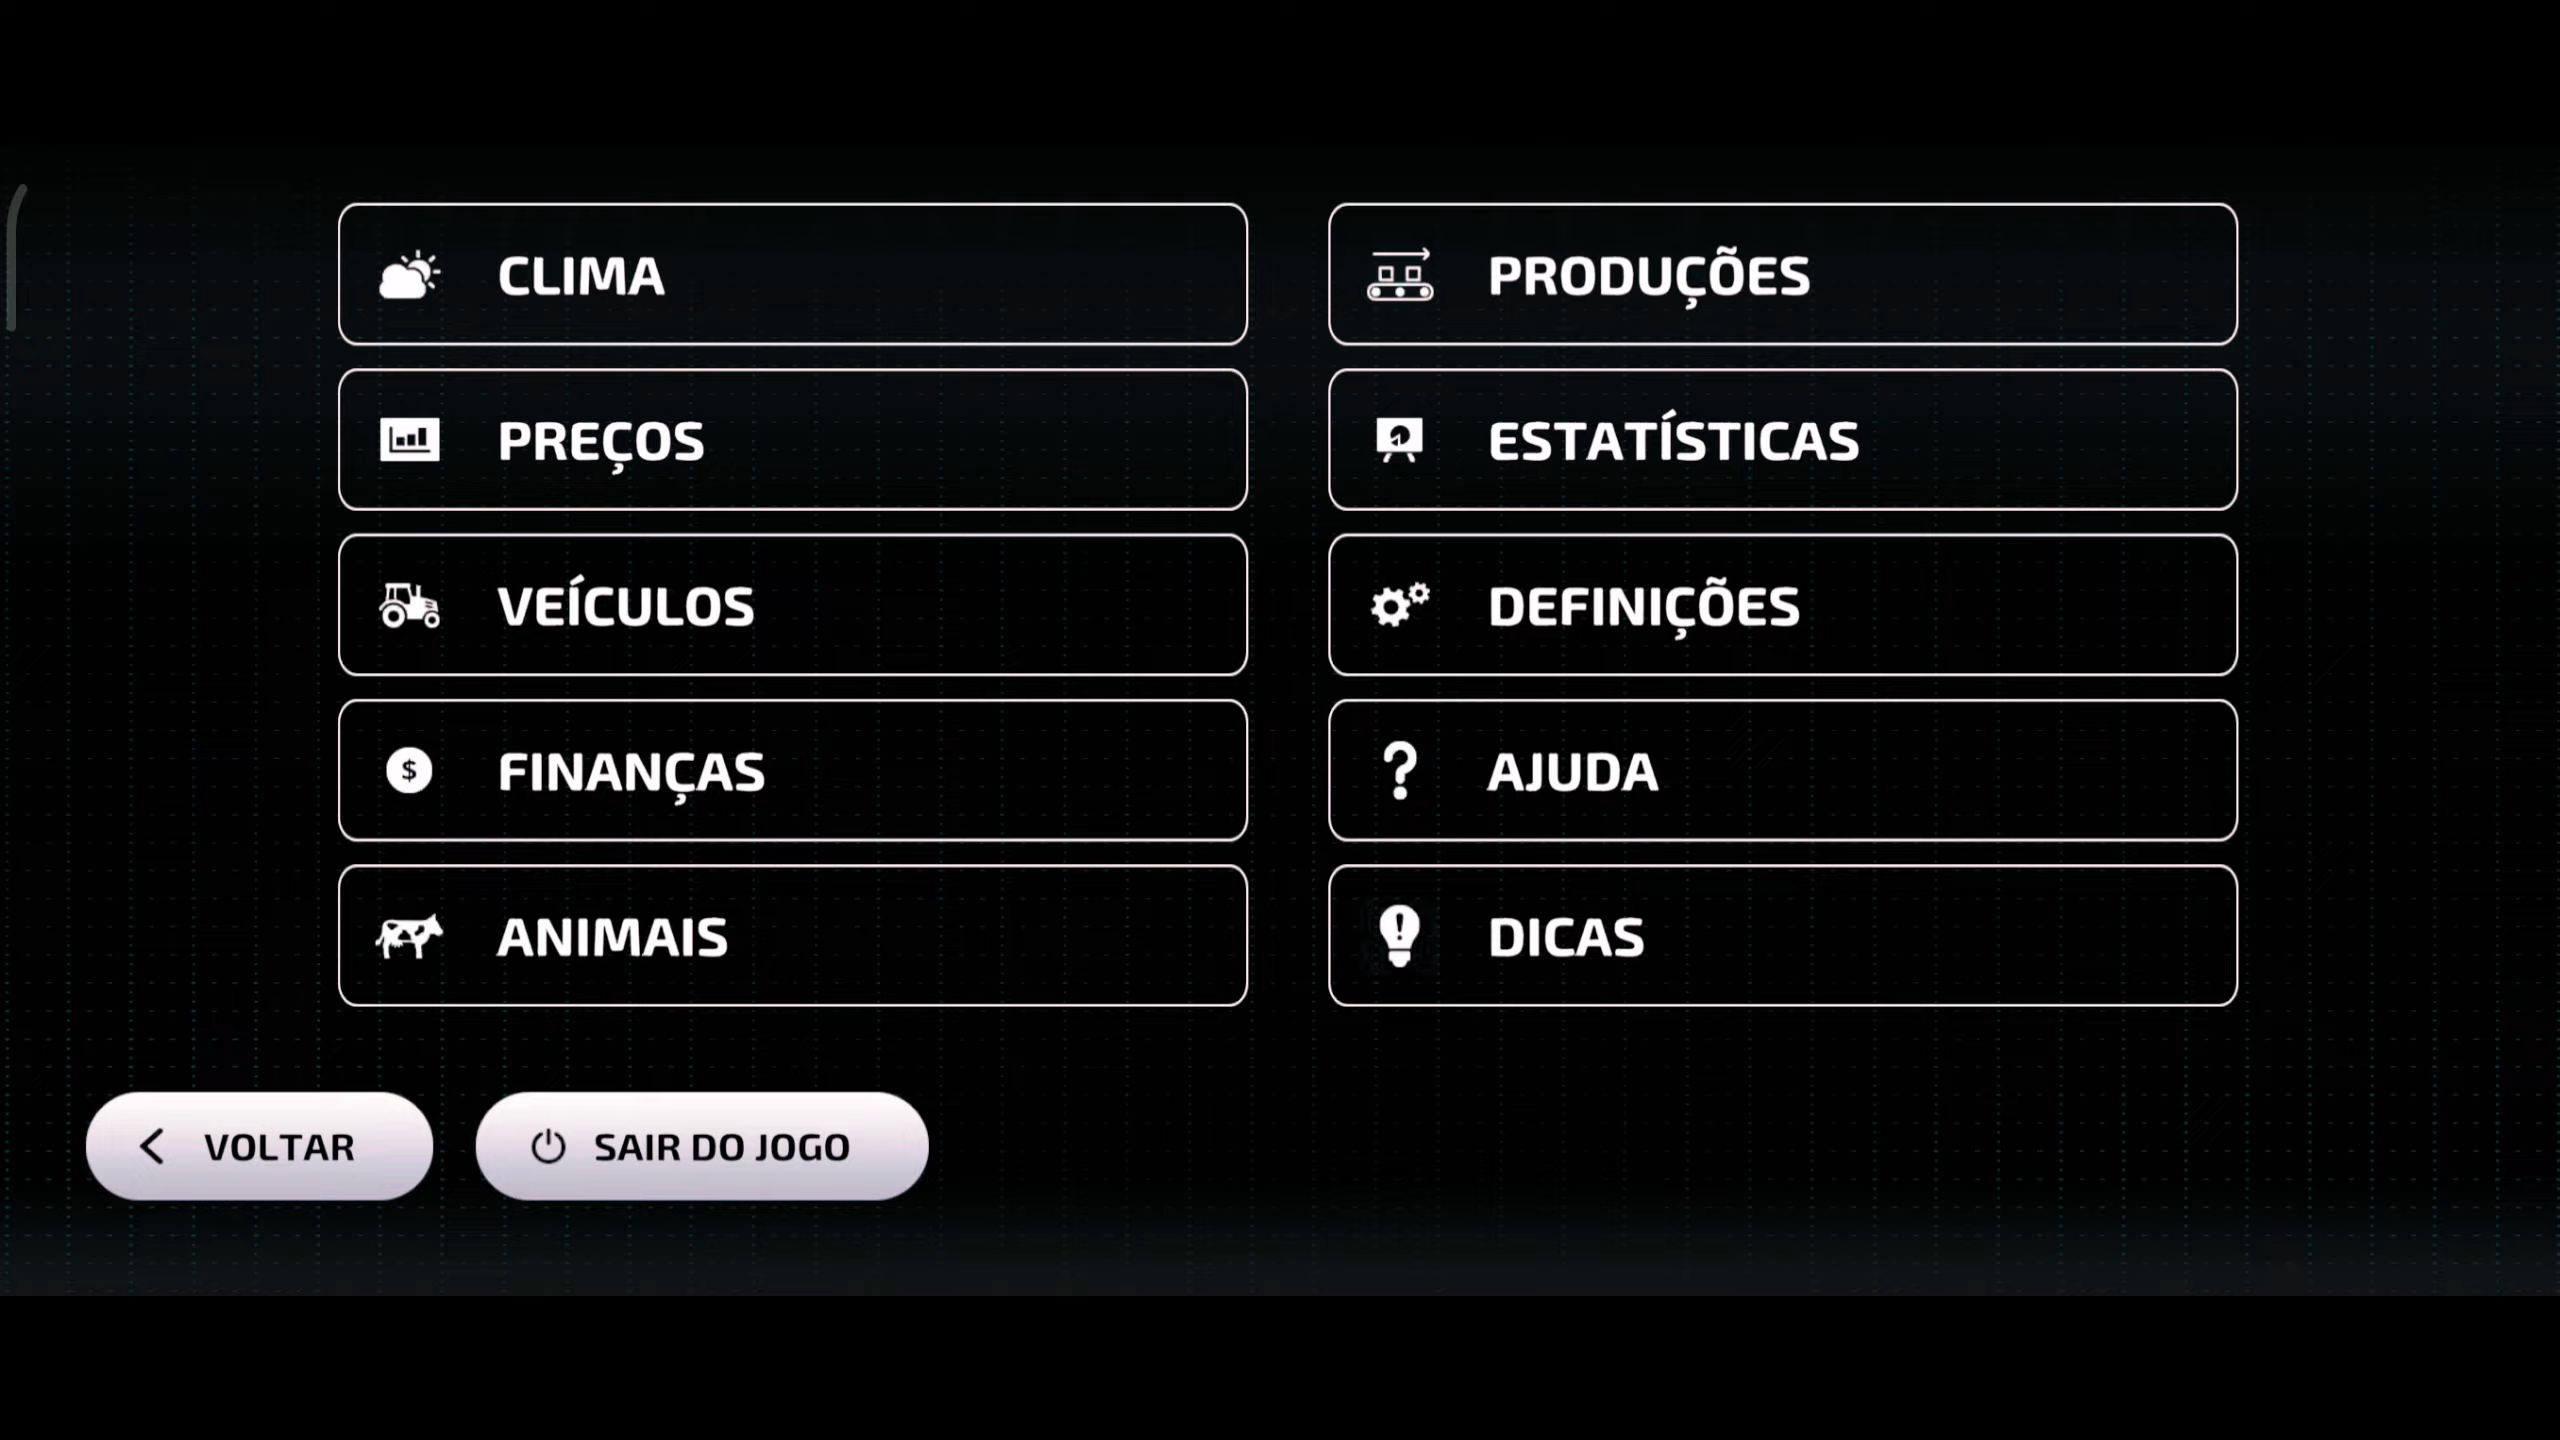 CLIMA
PREÇOS
VEÍCULOS
FINANÇAS
ANIMAIS
PRODUÇÕES
ESTATÍSTICAS
DEFINIÇÕES
AJUDA
DICAS
VOLTAR
SAIR DO JOGO